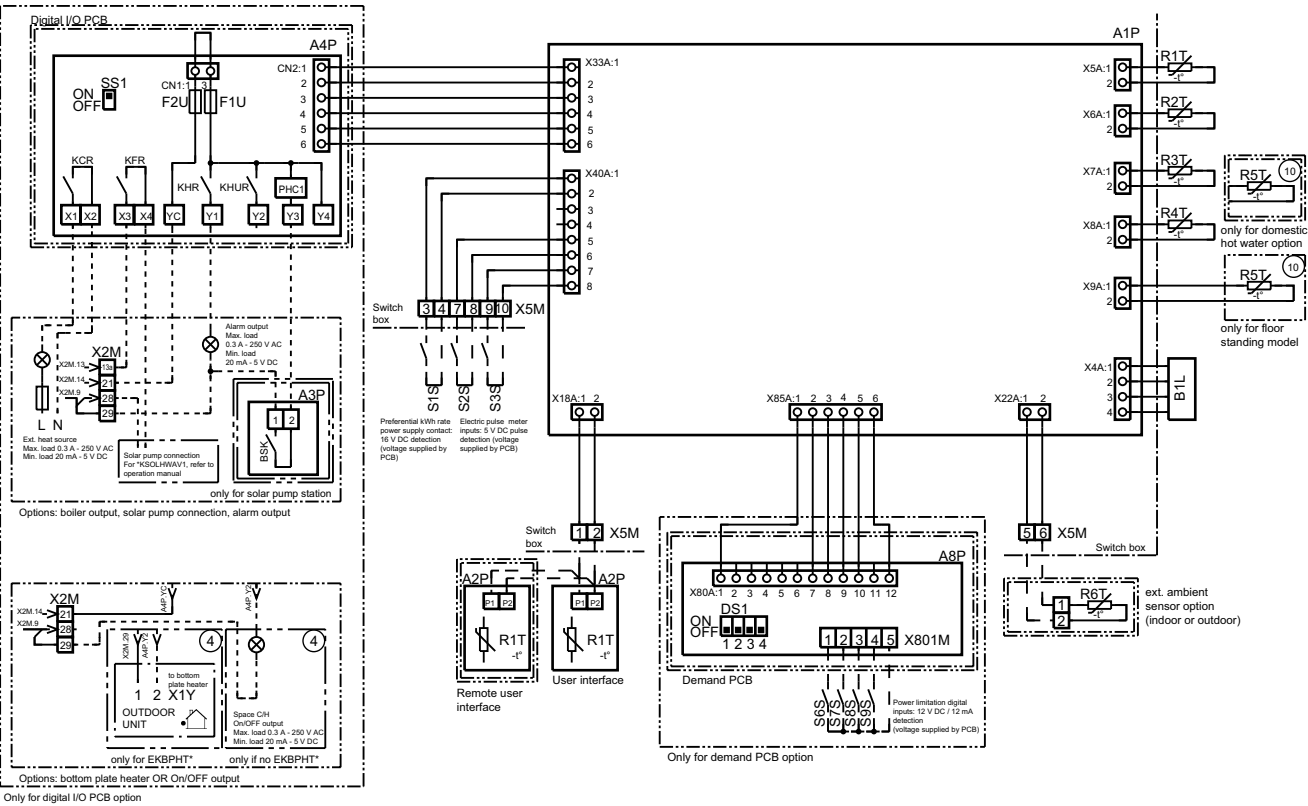 Digital I/O PCB
A4P
SS1
ON
OFF
CN1:1 3
F2U F1U
CN2:1
2
3
4
5
6
KCR KFR
KHR KHUR PHC1
X1 X2 X3 X4 YC Y1 Y2 Y3 Y4
Alarm output
Max. load
0.3 A - 250 V AC
Min. load
20 mA - 5 V DC
X2M
X2M.13 13a
X2M.14 21
X2M.9 28
29
L N
Ext. heat source
Max. load 0.3 A - 250 V AC
Min. load 20 mA - 5 V DC
Solar pump connection
For *KSOLHWAV1, refer to
operation manual
A3P
1 2
BSK
only for solar pump station
Options: boiler output, solar pump connection, alarm output
X2M
X2M.14 21
X2M.9 28
29
A4P.YC
A4P.Y2
X2M.29
A4P.Y2
4
4
to bottom
plate heater
1 2 X1Y
OUTDOOR
UNIT
Space C/H
On/OFF output
Max. load 0.3 A - 250 V AC
Min. load 20 mA - 5 V DC
only for EKBPHT*
only if no EKBPHT*
Options: bottom plate heater OR On/OFF output
Only for digital I/O PCB option
A1P
X33A:1
2
3
4
5
6
X40A:1
2
3
4
5
6
7
8
Switch
box
3 4 7 8 9 10 X5M
S1S
S2S
S3S
Preferential kWh rate
power supply contact:
16 V DC detection
(voltage supplied by
PCB)
Electric pulse meter
inputs: 5 V DC pulse
detection (voltage
supplied by PCB)
X18A:1 2
X85A:1 2 3 4 5 6
X22A:1 2
Switch
box
1 2 X5M
A2P
P1 P2
R1T
-t°
Remote user
interface
A2P
P1 P2
R1T
-t°
User interface
A8P
X80A:1 2 3 4 5 6 7 8 9 10 11 12
DS1
ON
OFF
1 2 3 4
1 2 3 4 5 X801M
Demand PCB
S6S
S7S
S8S
S9S
Power limitation digital
inputs: 12 V DC / 12 mA
detection
(voltage supplied by PCB)
Only for demand PCB option
5 6 X5M
Switch box
1
2
R6T
-t°
ext. ambient
sensor option
(indoor or outdoor)
X5A:1
2
R1T
-t°
X6A:1
2
R2T
-t°
X7A:1
2
R3T
-t°
X8A:1
2
R4T
-t°
X9A:1
2
X4A:1
2
3
4
B1L
10
R5T
-t°
only for domestic
hot water option
10
R5T
-t°
only for floor
standing model